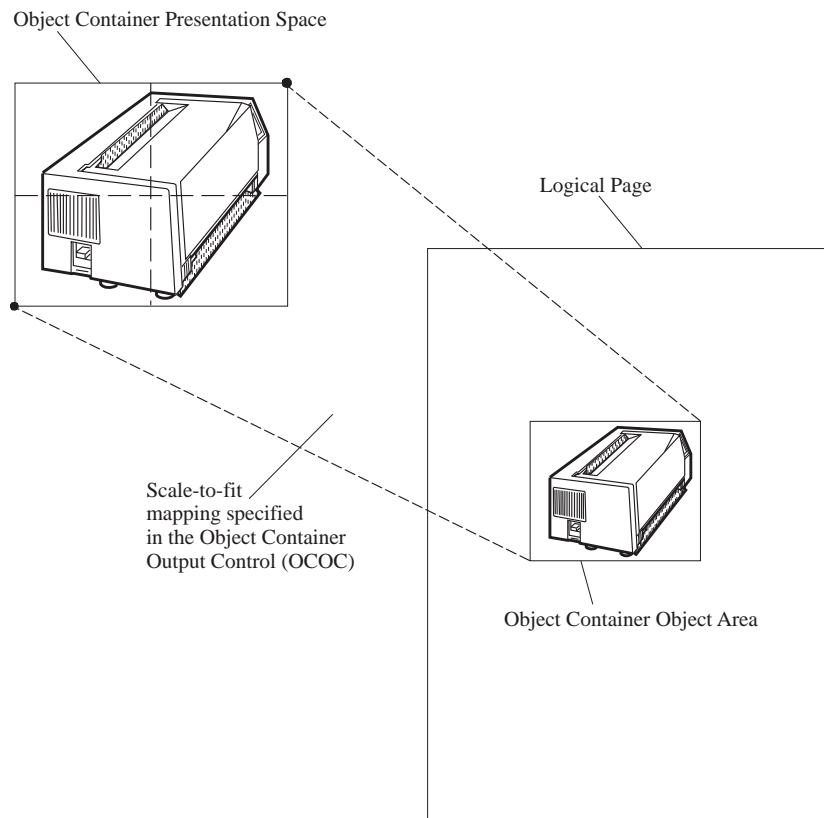 Object Container Presentation Space
Logical Page
Scale-to-fit
mapping specified
in the Object Container
Output Control (OCOC)
Object Container Object Area